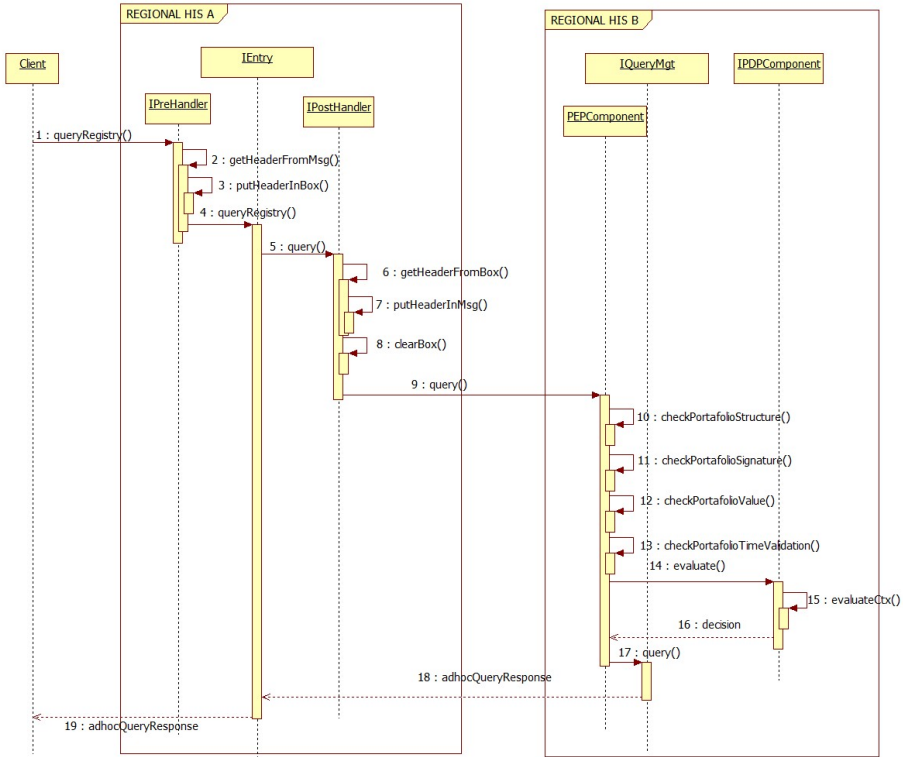 REGIONAL HIS A
REGIONAL HIS B
Client
IEntry
IQueryMgt
IPDPComponent
IPreHandler
IPostHandler
PEPComponent
1 : queryRegistry()
2 : getHeaderFromMsg()
3 : putHeaderInBox()
4 : queryRegistry()
5 : query()
6 : getHeaderFromBox()
7 : putHeaderInMsg()
8 : clearBox()
9 : query()
10 : checkPortafolioStructure()
11 : checkPortafolioSignature()
12 : checkPortafolioValue()
13 : checkPortafolioTimeValidation()
14 : evaluate()
15 : evaluateCtx()
16 : decision
17 : query()
18 : adhocQueryResponse
19 : adhocQueryResponse